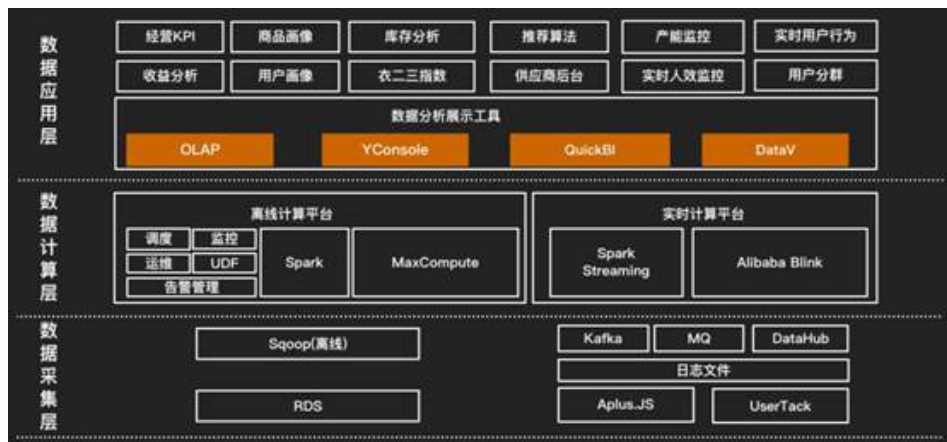 数据应用层
经营KPI 商品画像 库存分析 推荐算法 产能监控 实时用户行为
收益分析 用户画像 衣二三指数 供应商后台 实时人效监控 用户分群
数据分析展示工具
OLAP YConsole QuickBI DataV
数据计算层
离线计算平台
调度 监控
运维 UDF
告警管理
Spark
MaxCompute
实时计算平台
Spark
Streaming
Alibaba Blink
数据采集层
Sqoop(离线)
RDS
Kafka MQ DataHub
日志文件
Aplus.JS UserTack